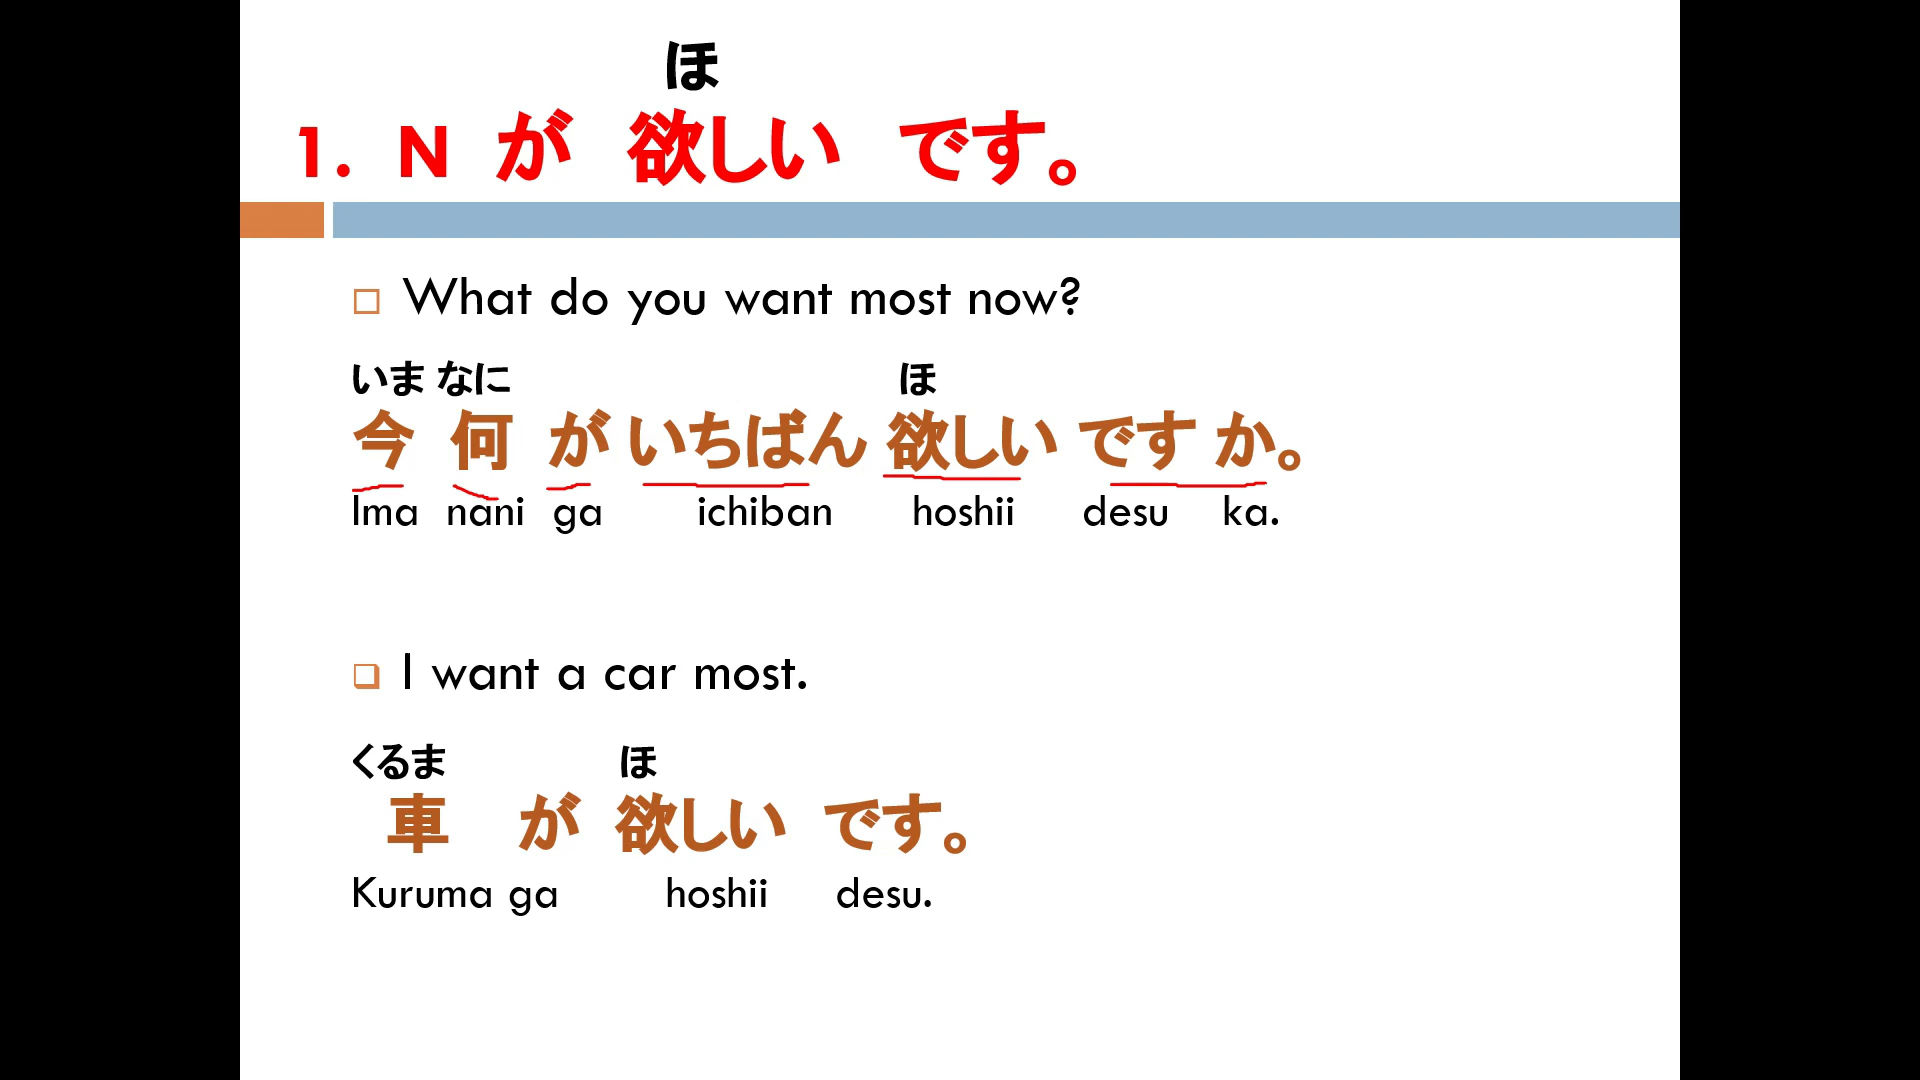 ほ
1. N が 欲しい です。
What do you want most now?
いま なに ほ
今 何 が いちばん 欲しい です か。
Ima nani ga ichiban hoshii desu ka.
I want a car most.
くるま ほ
車 が 欲しい です。
Kuruma ga hoshii desu.